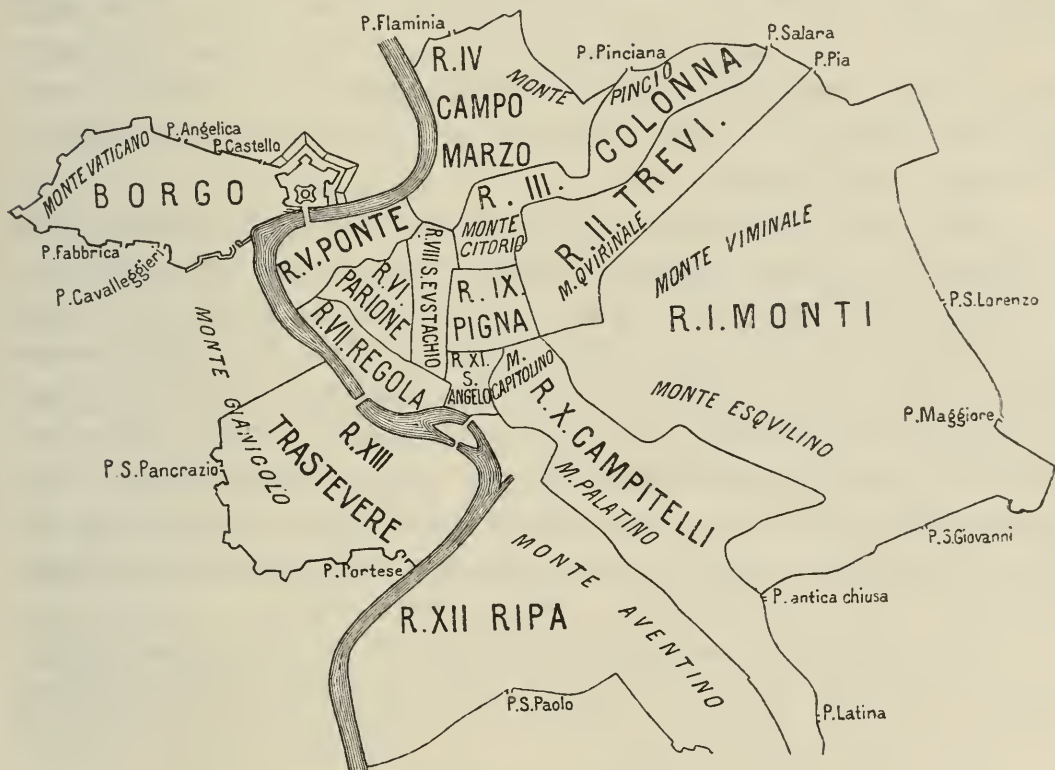 P. Flaminia
P. Salara
P. Pinciana
P. Pia
R. IV
CAMPO
MARZO
MONTE
PINCIO
R. III.
COLONNA
R. II TREVI.
P. Angelica
P. Castello
MONTE VATICANO
BORGO
P. Fabbrica
P. Cavalleggieri
R. V. PONTE
R. VIII S. EVSTACHIO
MONTE
CITORIO
M. QVIRINALE
MONTE VIMINALE
R. VI.
PARIONE
R. IX.
PIGNA
R. I. MONTI
P. S. Lorenzo
R. VII. REGOLA
R XI.
S.
ANGELO
M.
CAPITOLINO
MONTE
GIANICOLO
MONTE ESQVILINO
P. Maggiore
R. X. CAMPITELLI
M. PALATINO
R. XIII
TRASTEVERE
P. S. Pancrazio
P. S. Giovanni
P. Portese
P. antica chiusa
MONTE
AVENTINO
R. XII RIPA
P. S. Paolo
P. Latina